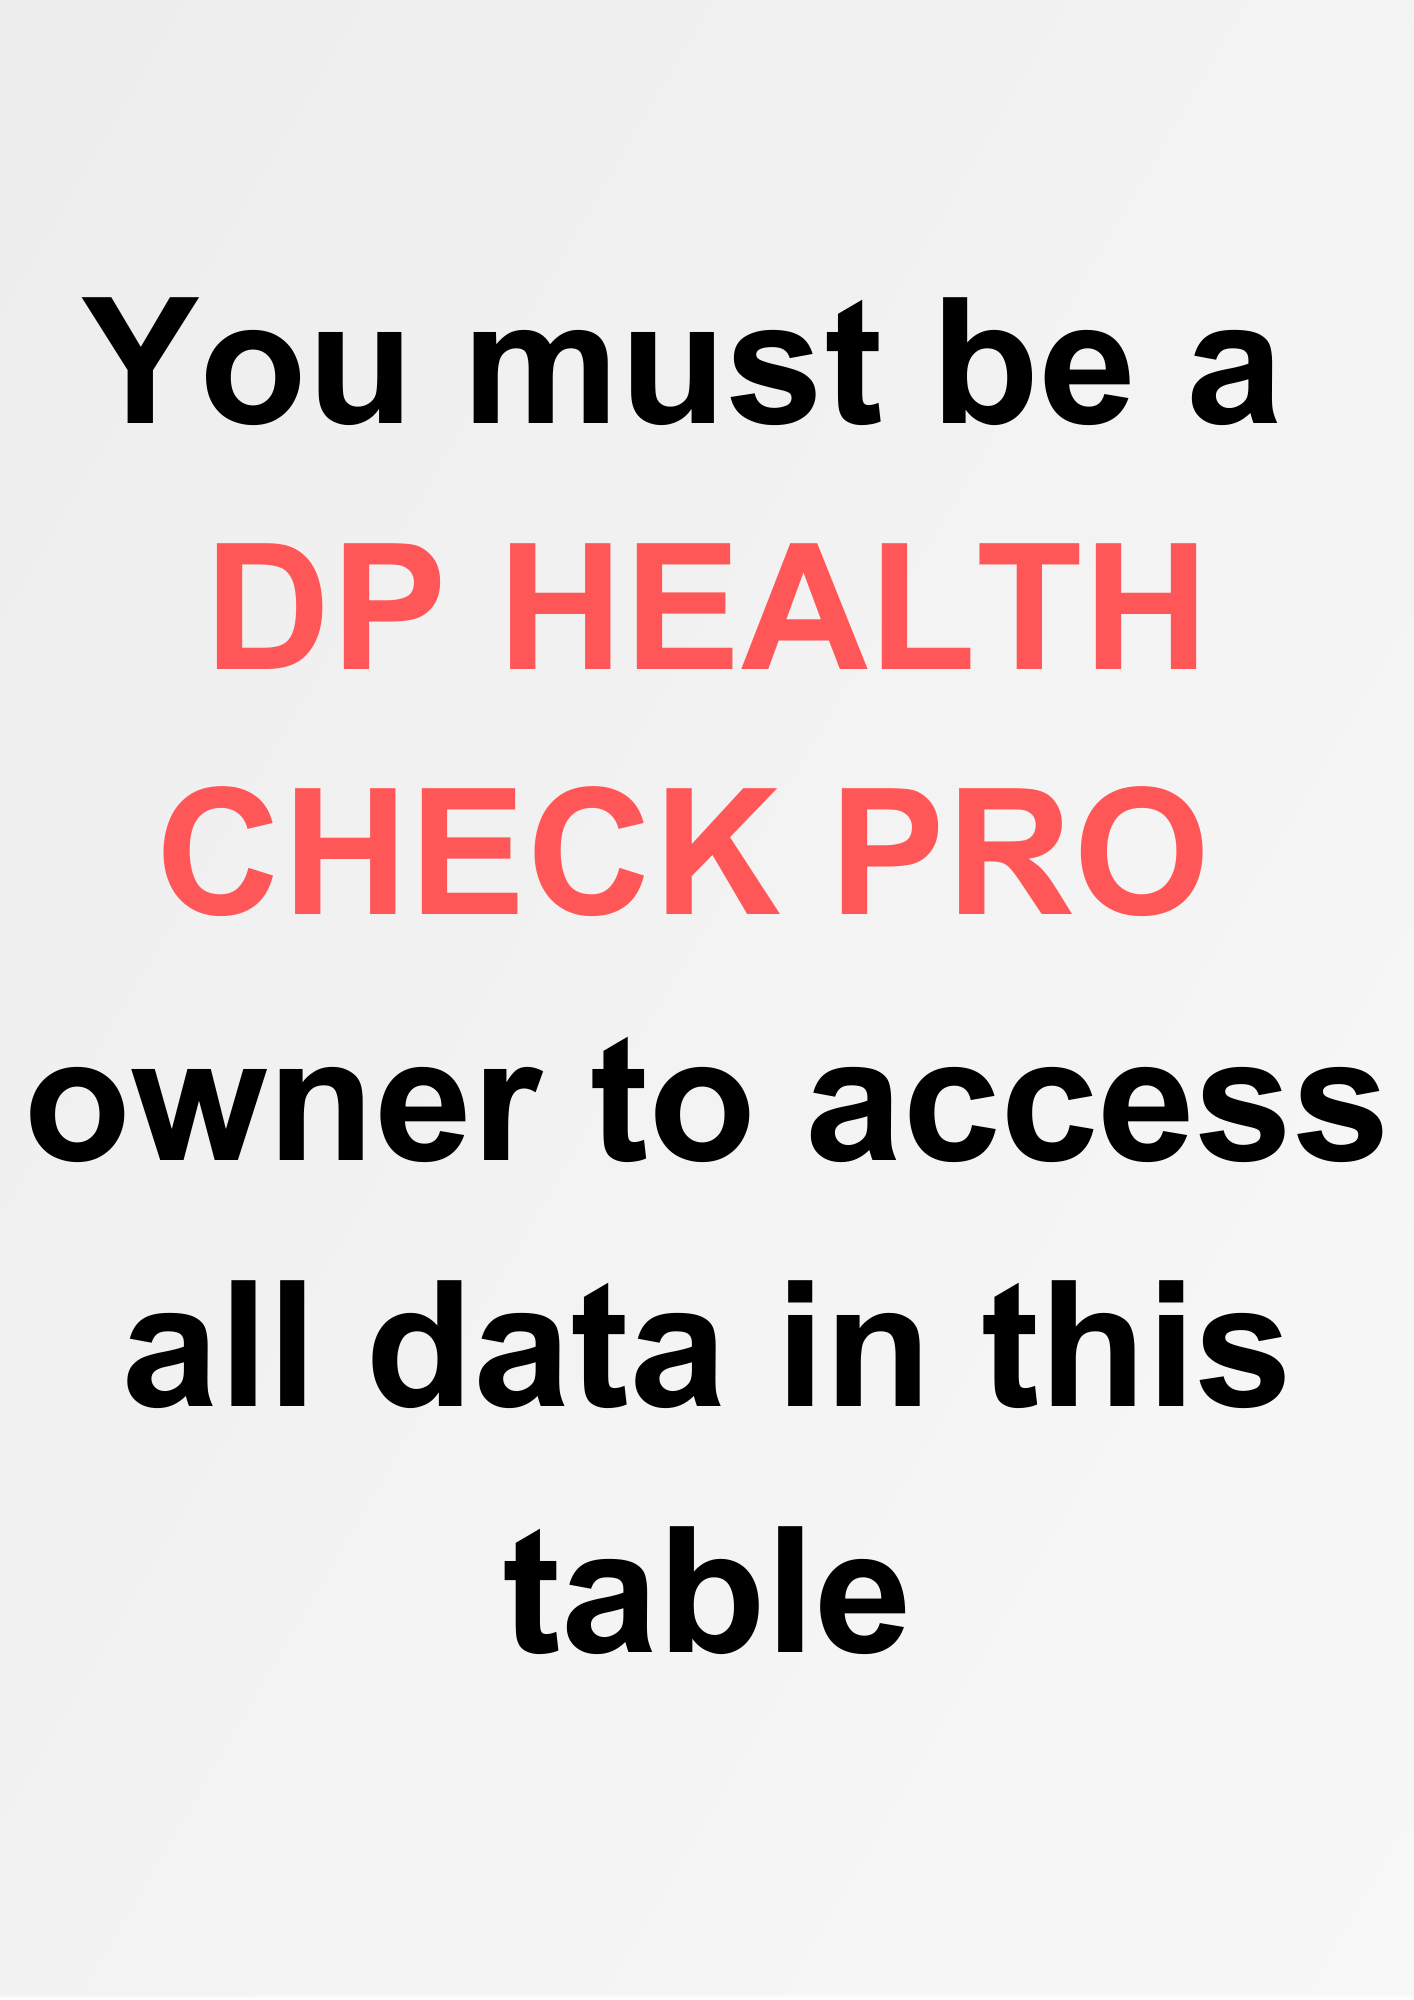 You must be a
DP HEALTH
CHECK PRO
owner to access
all data in this
table